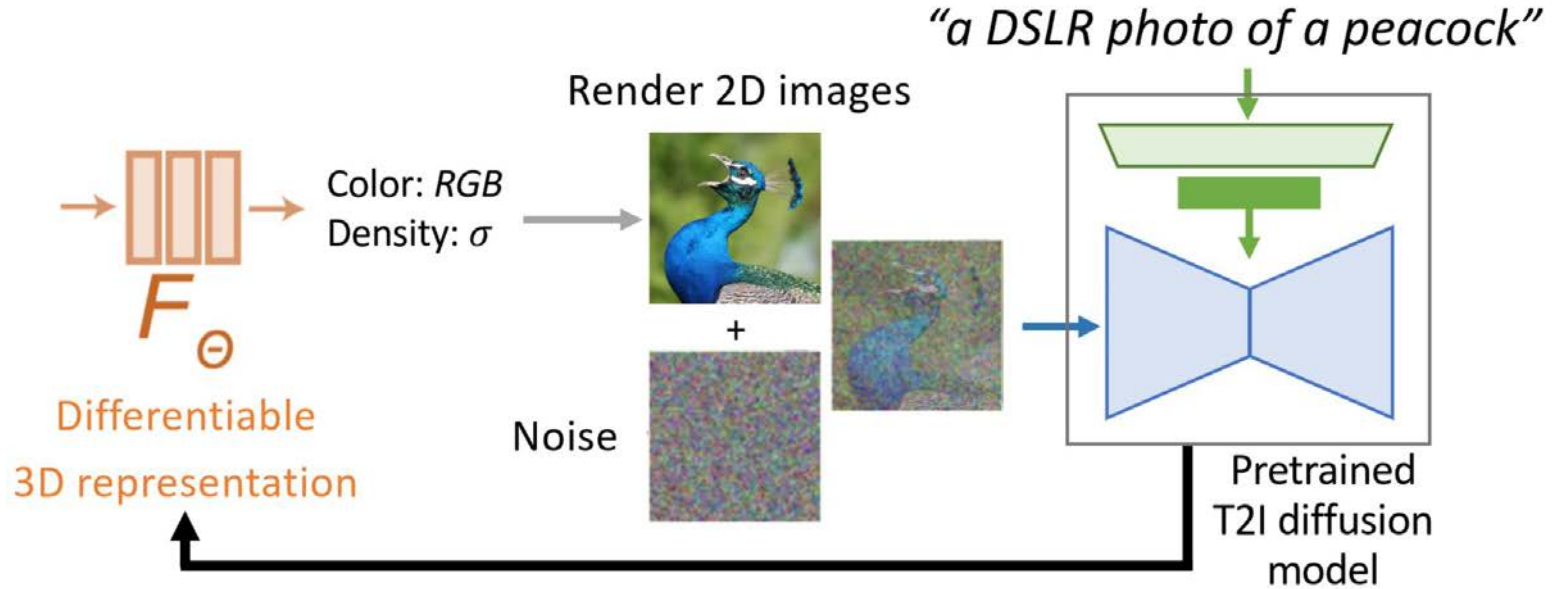 “a DSLR photo of a peacock”
Render 2D images
Color: RGB
Density: σ
F Θ
+
Differentiable
3D representation
Noise
Pretrained
T2I diffusion
model